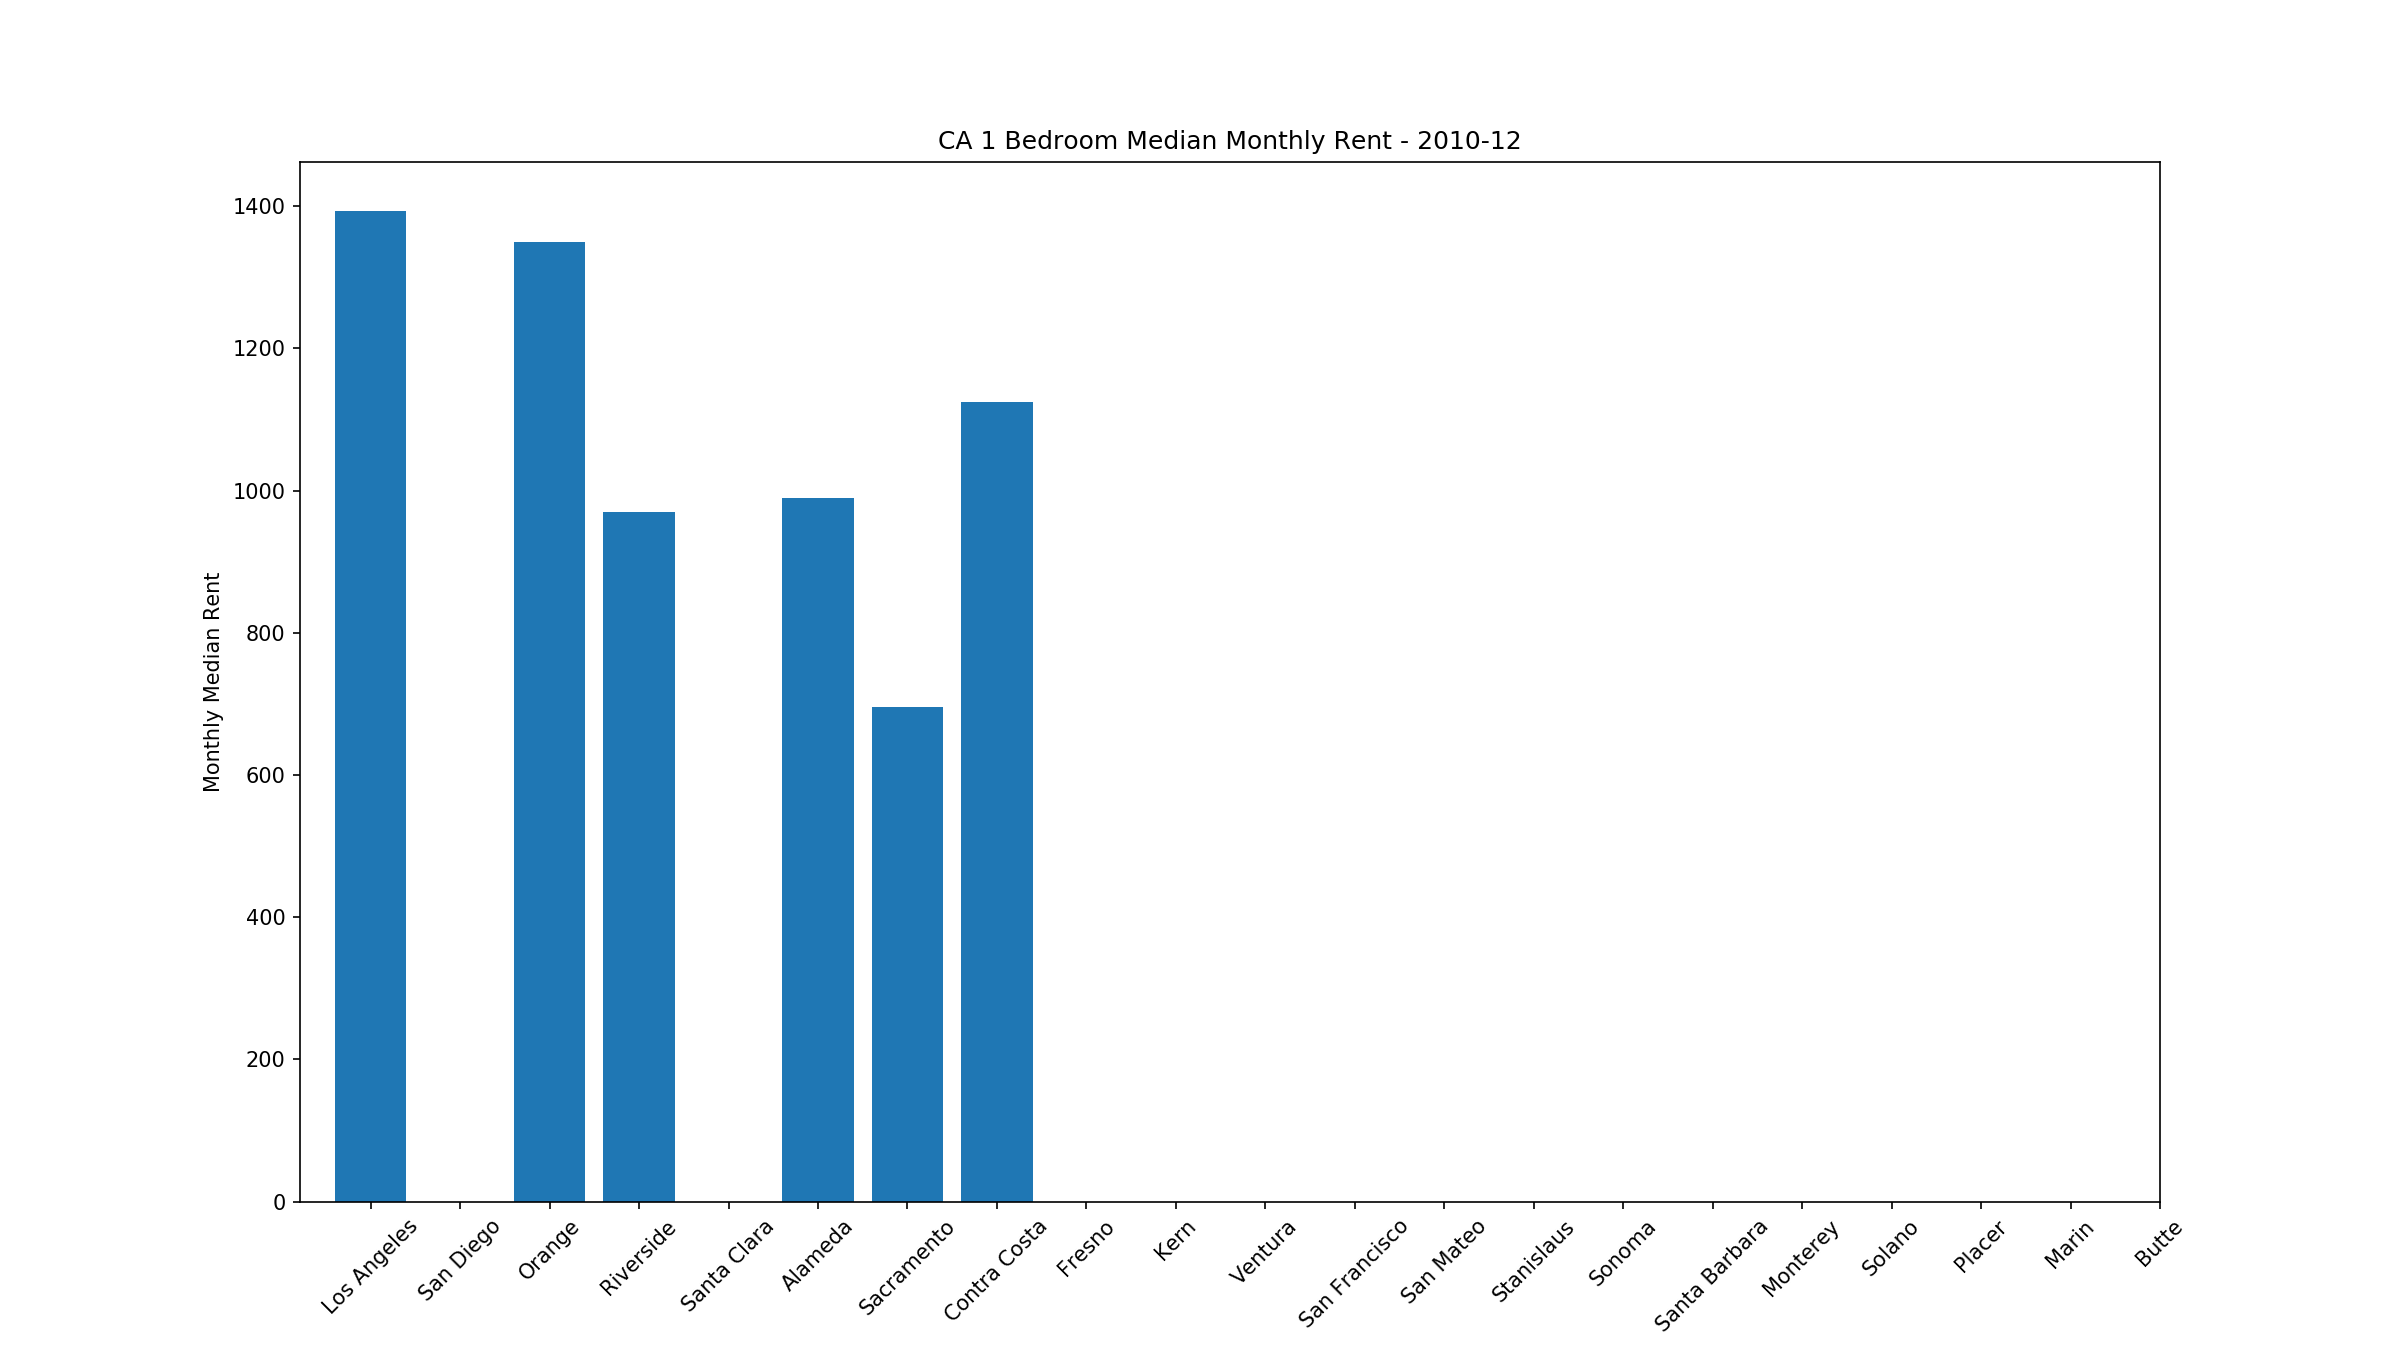 CA 1 Bedroom Median Monthly Rent - 2010-12
Monthly Median Rent
1400
1200
1000
800
600
400
200
0
Los Angeles
San Diego
Orange
Riverside
Santa Clara
Alameda
Sacramento
Contra Costa
Fresno
Kern
Ventura
San Francisco
San Mateo
Stanislaus
Sonoma
Santa Barbara
Monterey
Solano
Placer
Marin
Butte